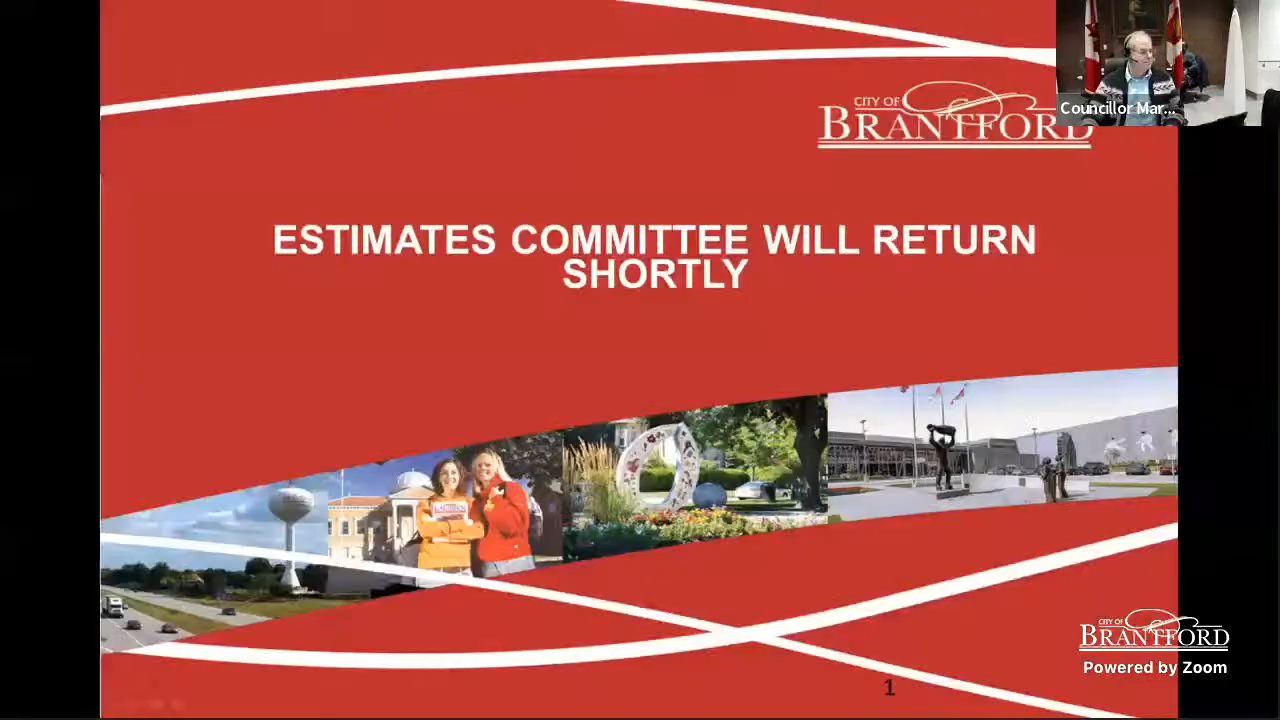 Councillor Mar...
CITY OF
BRANTFORD
ESTIMATES COMMITTEE WILL RETURN
SHORTLY
CITY OF
BRANTFORD
Powered by Zoom
1